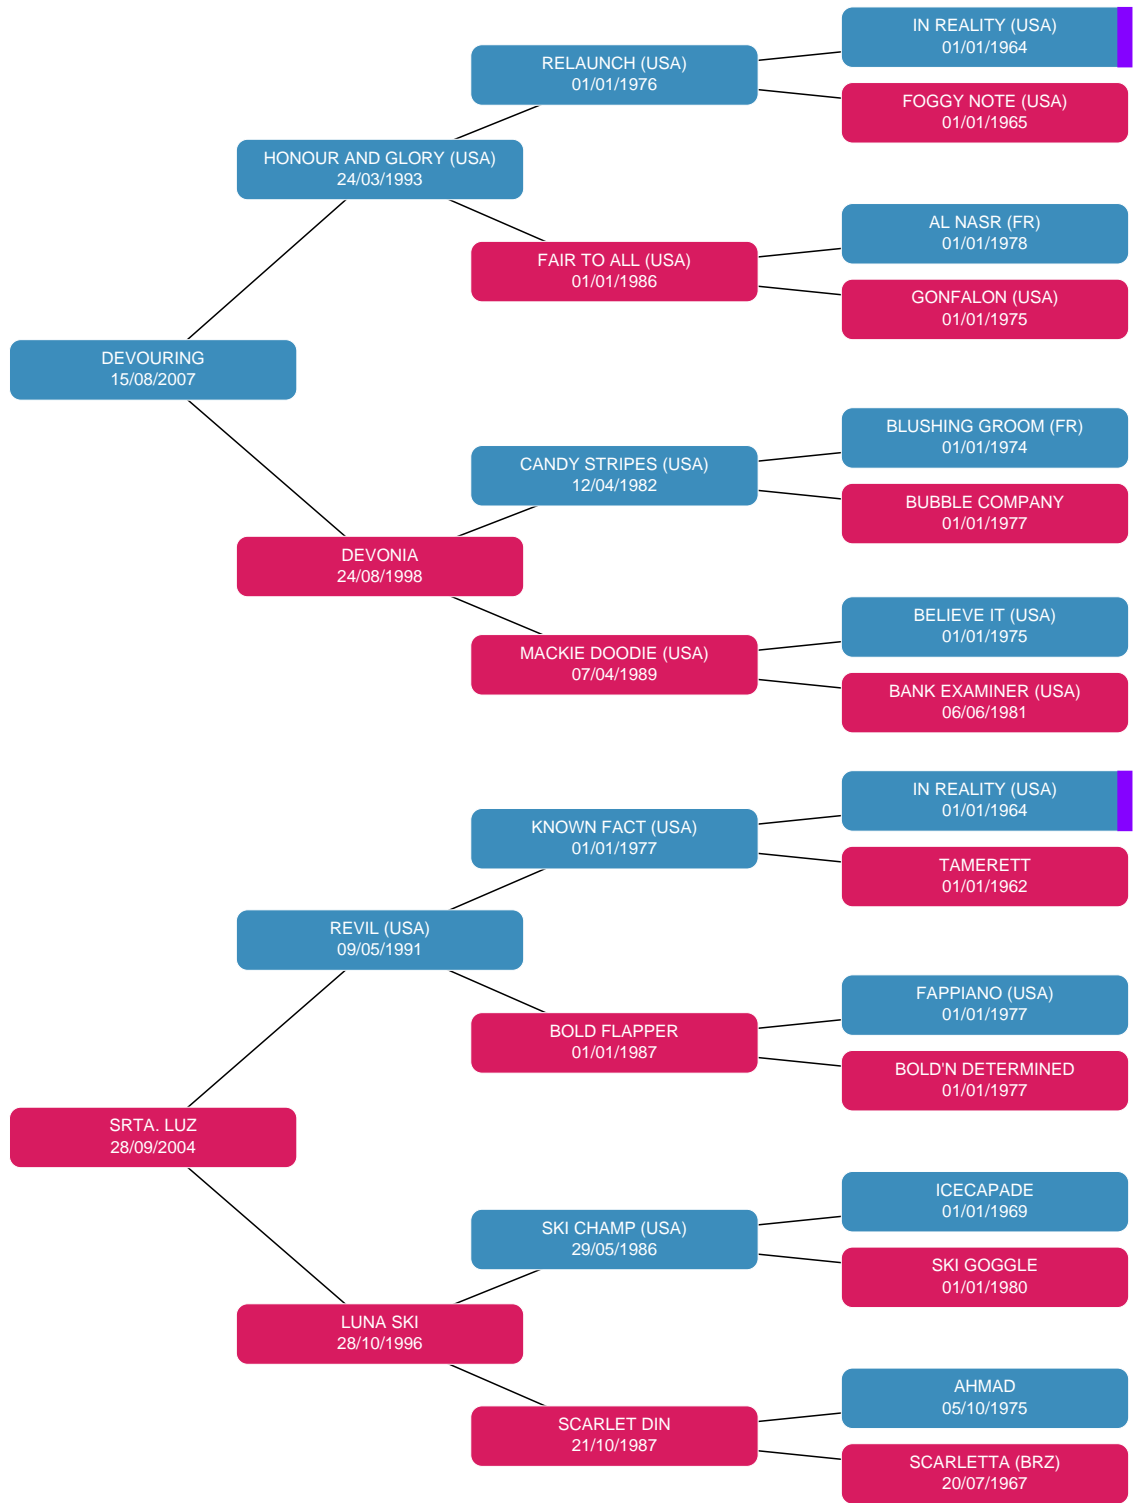 IN REALITY (USA)
01/01/1964
RELAUNCH (USA)
01/01/1976
FOGGY NOTE (USA)
01/01/1965
HONOUR AND GLORY (USA)
24/03/1993
AL NASR (FR)
01/01/1978
FAIR TO ALL (USA)
01/01/1986
GONFALON (USA)
01/01/1975
DEVOURING
15/08/2007
BLUSHING GROOM (FR)
01/01/1974
CANDY STRIPES (USA)
12/04/1982
BUBBLE COMPANY
01/01/1977
DEVONIA
24/08/1998
BELIEVE IT (USA)
01/01/1975
MACKIE DOODIE (USA)
07/04/1989
BANK EXAMINER (USA)
06/06/1981
IN REALITY (USA)
01/01/1964
KNOWN FACT (USA)
01/01/1977
TAMERETT
01/01/1962
REVIL (USA)
09/05/1991
FAPPIANO (USA)
01/01/1977
BOLD FLAPPER
01/01/1987
BOLD'N DETERMINED
01/01/1977
SRTA. LUZ
28/09/2004
ICECAPADE
01/01/1969
SKI CHAMP (USA)
29/05/1986
SKI GOGGLE
01/01/1980
LUNA SKI
28/10/1996
AHMAD
05/10/1975
SCARLET DIN
21/10/1987
SCARLETTA (BRZ)
20/07/1967